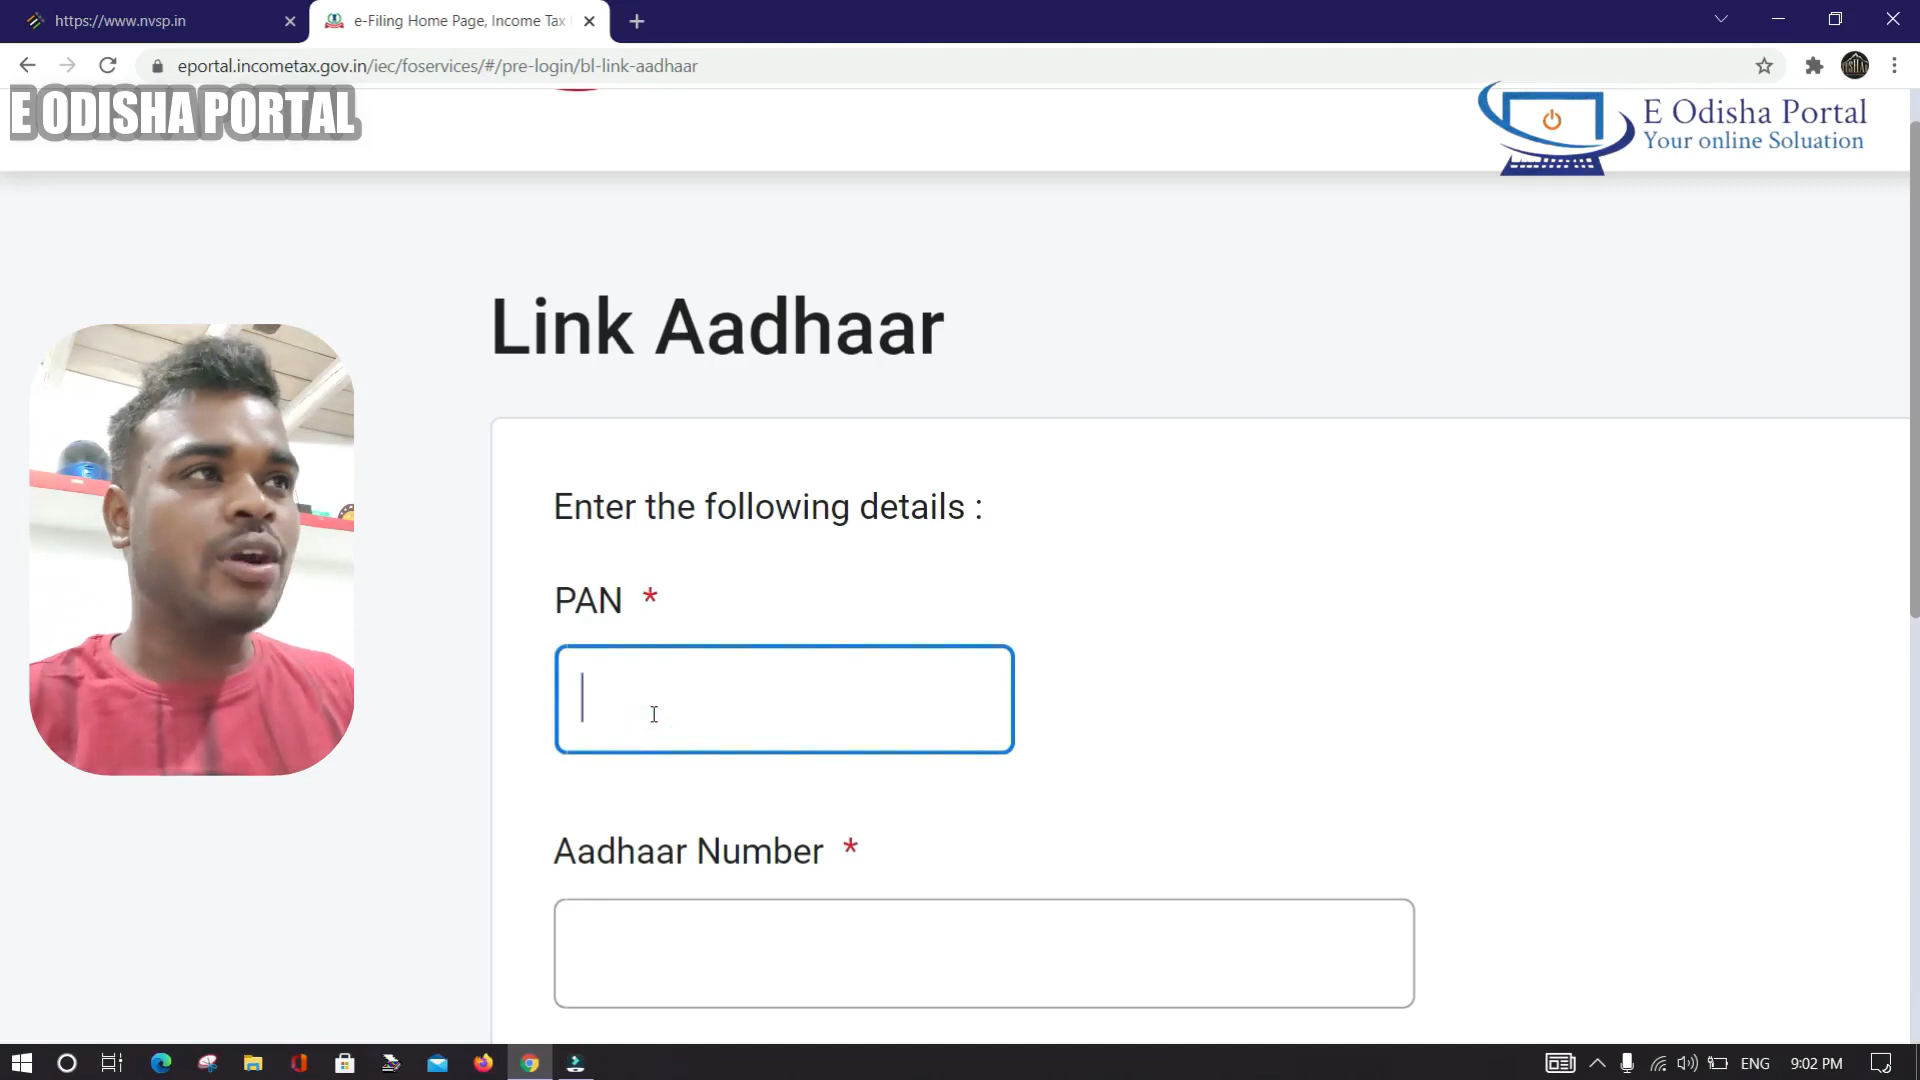 https://www.nvsp.in
e-Filing Home Page, Income Tax
eportal.incometax.gov.in/iec/foservices/#/pre-login/bl-link-aadhaar
E ODISHA PORTAL
E Odisha Portal
Your online Soluation
Link Aadhaar
Enter the following details :
PAN *
Aadhaar Number *
ENG
9:02 PM